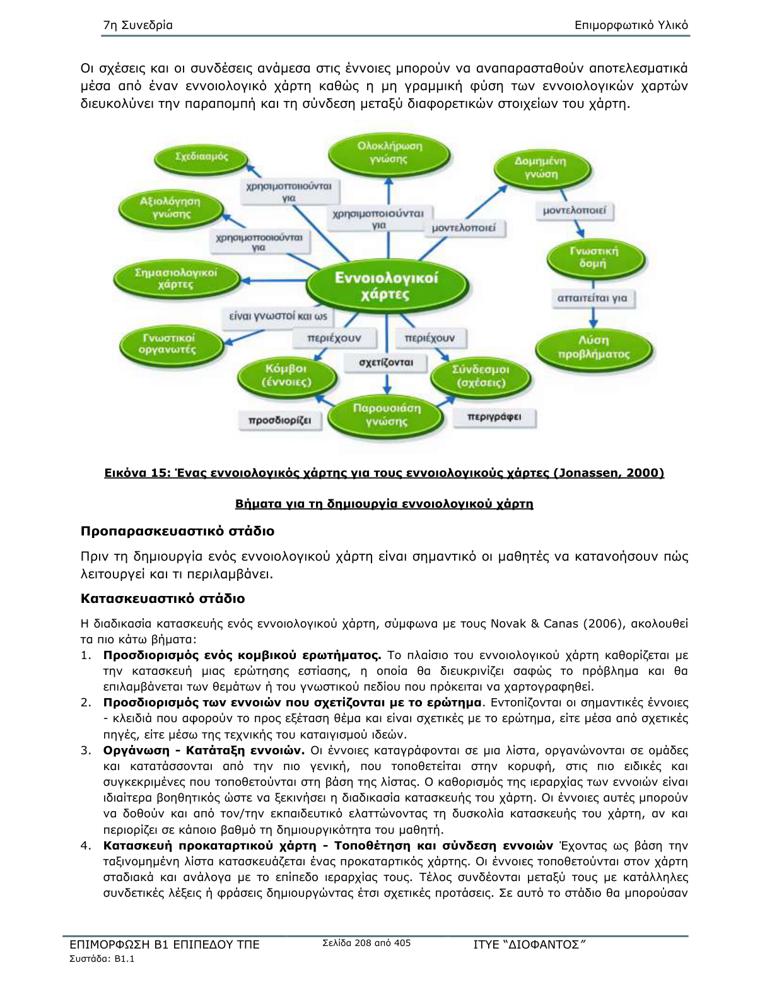 7η Συνεδρία Επιμορφωτικό Υλικό
Οι σχέσεις και οι συνδέσεις ανάμεσα στις έννοιες μπορούν να αναπαρασταθούν αποτελεσματικά
μέσα από έναν εννοιολογικό χάρτη καθώς η μη γραμμική φύση των εννοιολογικών χαρτών
διευκολύνει την παραπομπή και τη σύνδεση μεταξύ διαφορετικών στοιχείων του χάρτη.
Σχεδιασμός
Ολοκλήρωση
γνώσης
Δομημένη
γνώση
χρησιμοποιούνται
για
Αξιολόγηση
γνώσης
χρησιμοποιούνται
για
μοντελοποιεί
μοντελοποιεί
χρησιμοποοιούνται
για
Γνωστική
δομή
Σημασιολογικοί
χάρτες
Εννοιολογικοί
χάρτες
απαιτείται για
είναι γνωστοί και ως
Γνωστικοί
οργανωτές
περιέχουν
περιέχουν
Λύση
προβλήματος
σχετίζονται
Κόμβοι
(έννοιες)
Σύνδεσμοι
(σχέσεις)
Παρουσιάση
γνώσης
προσδιορίζει
περιγράφει
Εικόνα 15: Ένας εννοιολογικός χάρτης για τους εννοιολογικούς χάρτες (Jonassen, 2000)
Βήματα για τη δημιουργία εννοιολογικού χάρτη
Προπαρασκευαστικό στάδιο
Πριν τη δημιουργία ενός εννοιολογικού χάρτη είναι σημαντικό οι μαθητές να κατανοήσουν πώς
λειτουργεί και τι περιλαμβάνει.
Κατασκευαστικό στάδιο
Η διαδικασία κατασκευής ενός εννοιολογικού χάρτη, σύμφωνα με τους Novak & Canas (2006), ακολουθεί
τα πιο κάτω βήματα:
1. Προσδιορισμός ενός κομβικού ερωτήματος. Το πλαίσιο του εννοιολογικού χάρτη καθορίζεται με
την κατασκευή μιας ερώτησης εστίασης, η οποία θα διευκρινίζει σαφώς το πρόβλημα και θα
επιλαμβάνεται των θεμάτων ή του γνωστικού πεδίου που πρόκειται να χαρτογραφηθεί.
2. Προσδιορισμός των εννοιών που σχετίζονται με το ερώτημα. Εντοπίζονται οι σημαντικές έννοιες
- κλειδιά που αφορούν το προς εξέταση θέμα και είναι σχετικές με το ερώτημα, είτε μέσα από σχετικές
πηγές, είτε μέσω της τεχνικής του καταιγισμού ιδεών.
3. Οργάνωση - Κατάταξη εννοιών. Οι έννοιες καταγράφονται σε μια λίστα, οργανώνονται σε ομάδες
και κατατάσσονται από την πιο γενική, που τοποθετείται στην κορυφή, στις πιο ειδικές και
συγκεκριμένες που τοποθετούνται στη βάση της λίστας. Ο καθορισμός της ιεραρχίας των εννοιών είναι
ιδιαίτερα βοηθητικός ώστε να ξεκινήσει η διαδικασία κατασκευής του χάρτη. Οι έννοιες αυτές μπορούν
να δοθούν και από τον/την εκπαιδευτικό ελαττώνοντας τη δυσκολία κατασκευής του χάρτη, αν και
περιορίζει σε κάποιο βαθμό τη δημιουργικότητα του μαθητή.
4. Κατασκευή προκαταρτικού χάρτη - Τοποθέτηση και σύνδεση εννοιών Έχοντας ως βάση την
ταξινομημένη λίστα κατασκευάζεται ένας προκαταρτικός χάρτης. Οι έννοιες τοποθετούνται στον χάρτη
σταδιακά και ανάλογα με το επίπεδο ιεραρχίας τους. Τέλος συνδέονται μεταξύ τους με κατάλληλες
συνδετικές λέξεις ή φράσεις δημιουργώντας έτσι σχετικές προτάσεις. Σε αυτό το στάδιο θα μπορούσαν
ΕΠΙΜΟΡΦΩΣΗ Β1 ΕΠΙΠΕΔΟΥ ΤΠΕ Σελίδα 208 από 405 ΙΤΥΕ “ΔΙΟΦΑΝΤΟΣ”
Συστάδα: Β1.1